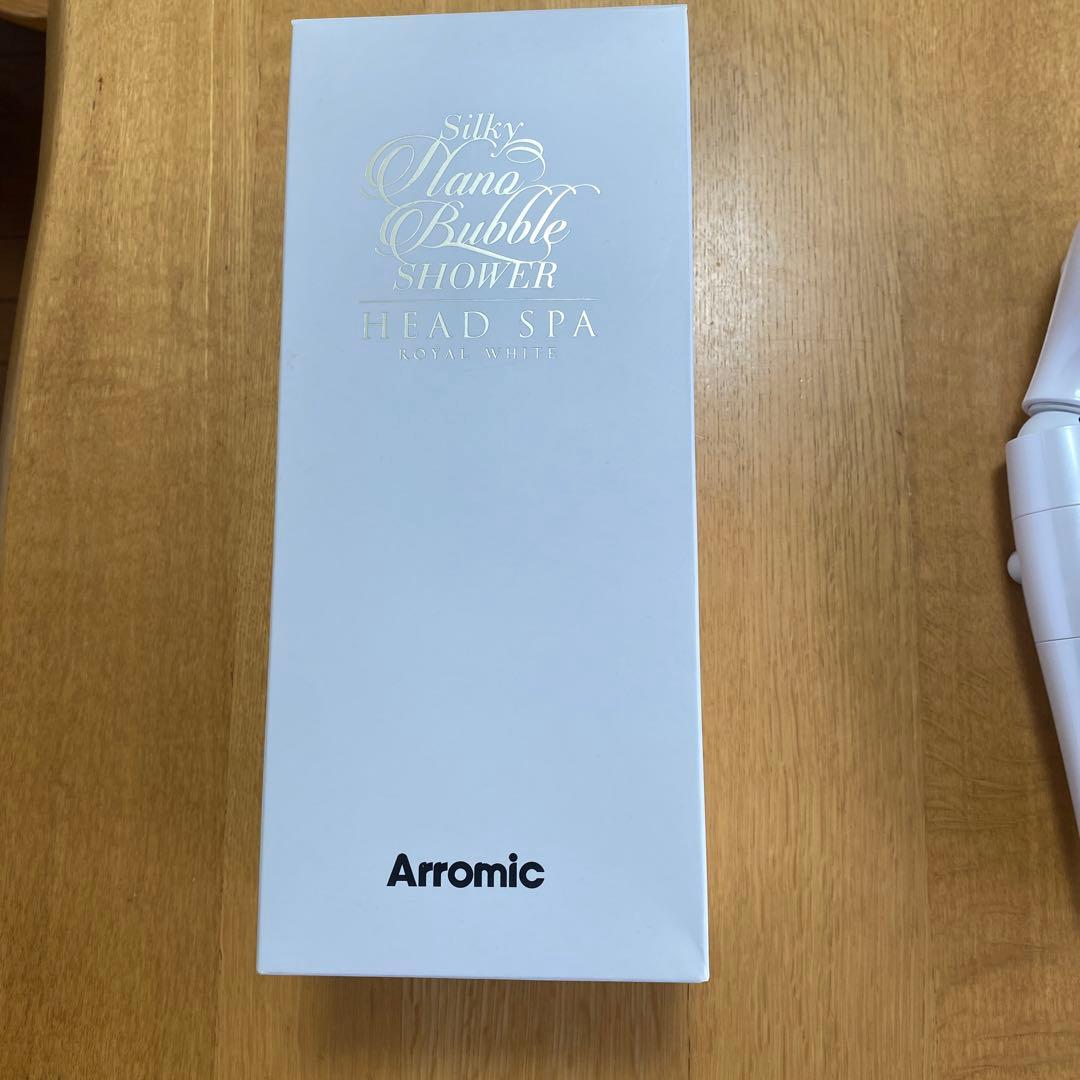 Silky
Nano
Bubble
SHOWER
HEAD SPA
ROYAL WHITE
Arromic